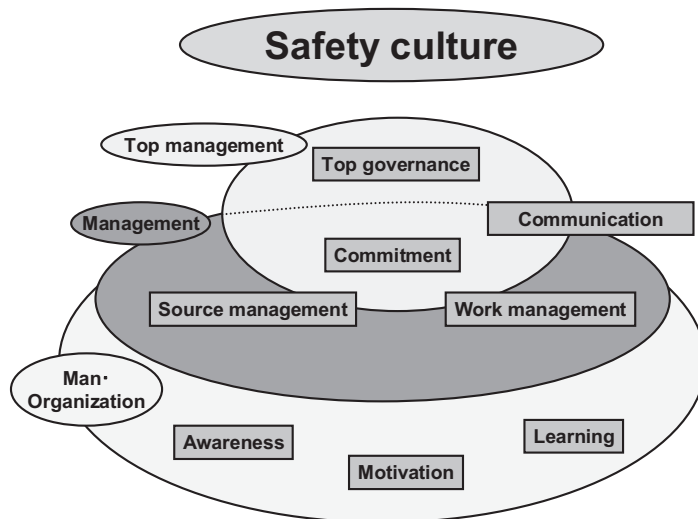 Safety culture
Top management
Top governance
Management
Communication
Commitment
Source management
Work management
Man·
Organization
Awareness
Learning
Motivation